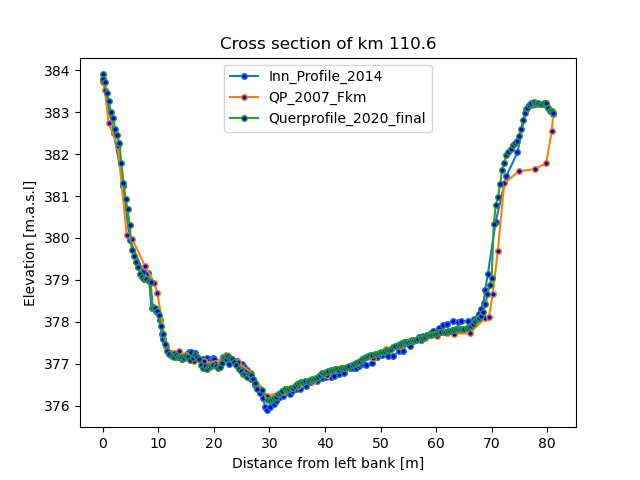 Cross section of km 110.6
Inn_Profile_2014
QP_2007_Fkm
Querprofile_2020_final
Elevation [m.a.s.l]
384
383
382
381
380
379
378
377
376
0 10 20 30 40 50 60 70 80
Distance from left bank [m]